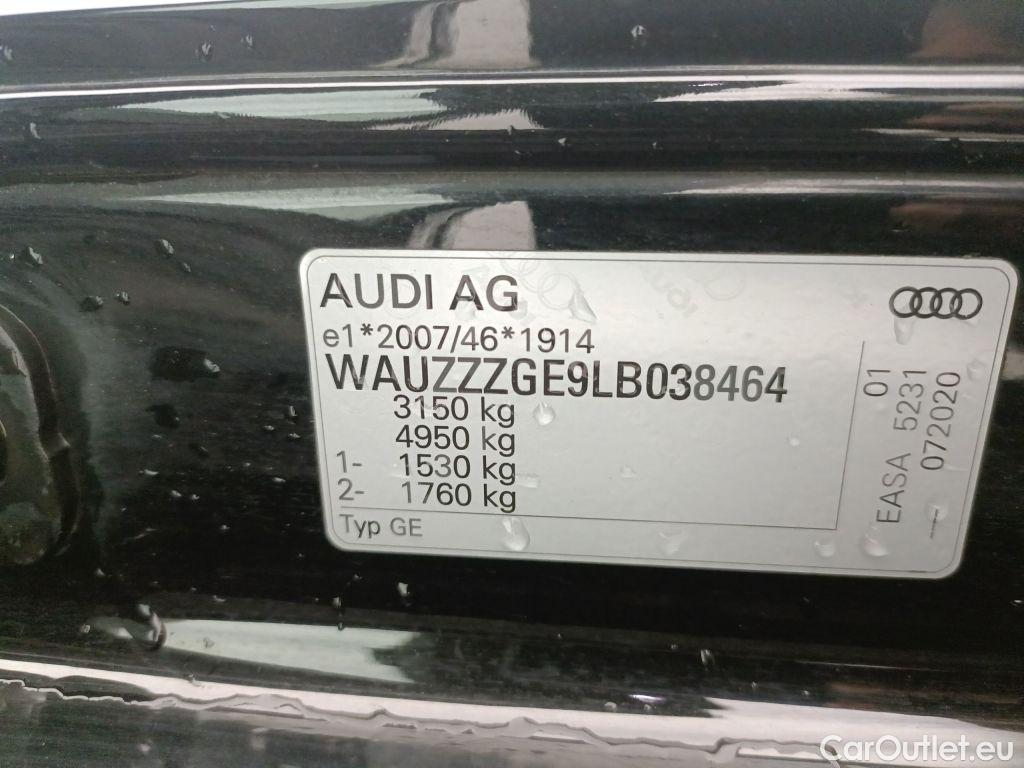 AUDI AG
e1*2007/46*1914
WAUZZZGE9LB038464
3150 kg
4950 kg
1- 1530 kg
2- 1760 kg
Typ GE
EASA 5231 01
072020
CarOutlet.eu